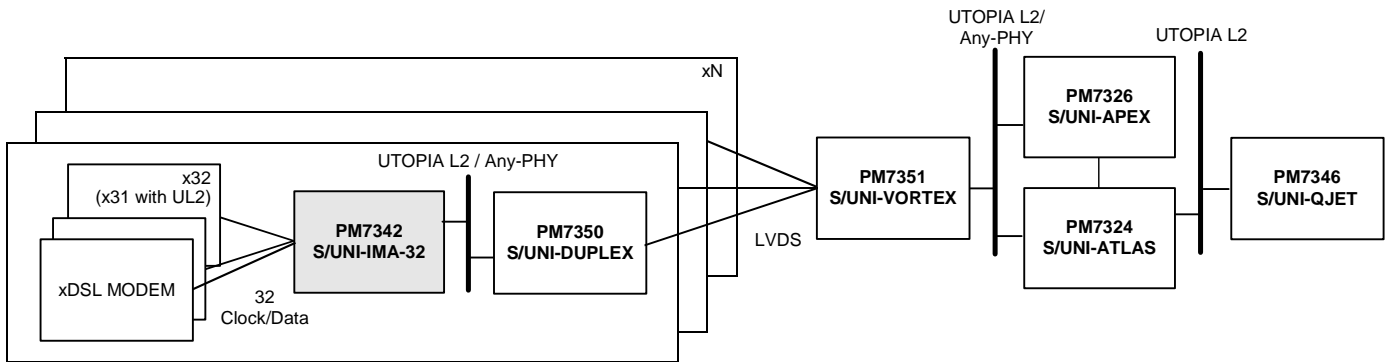 xN
x32
(x31 with UL2)
xDSL MODEM
32
Clock/Data
PM7342
S/UNI-IMA-32
UTOPIA L2 / Any-PHY
PM7350
S/UNI-DUPLEX
LVDS
PM7351
S/UNI-VORTEX
UTOPIA L2/
Any-PHY
PM7326
S/UNI-APEX
PM7324
S/UNI-ATLAS
UTOPIA L2
PM7346
S/UNI-QJET